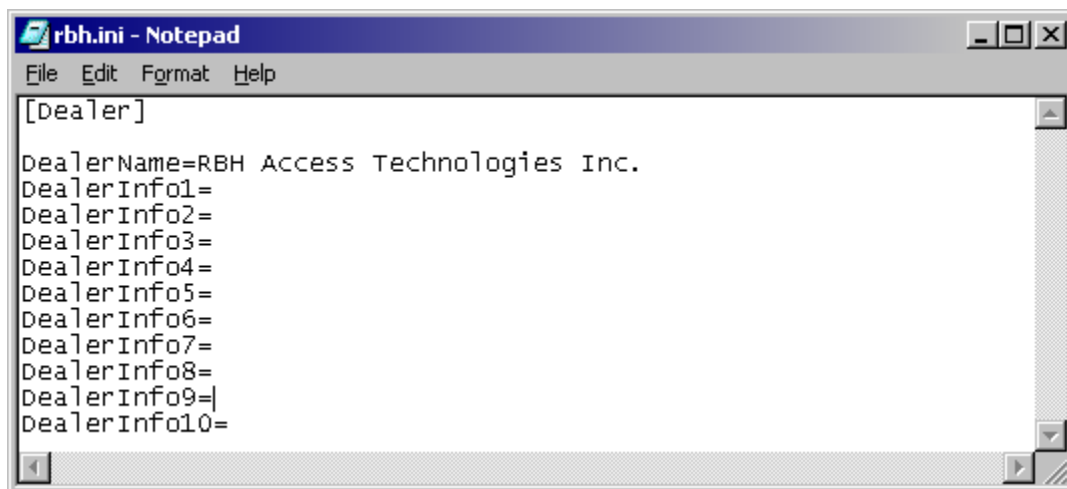 rbh.ini - Notepad
File Edit Format Help
[Dealer]
DealerName=RBH Access Technologies Inc.
DealerInfo1=
DealerInfo2=
DealerInfo3=
DealerInfo4=
DealerInfo5=
DealerInfo6=
DealerInfo7=
DealerInfo8=
DealerInfo9=
DealerInfo10=